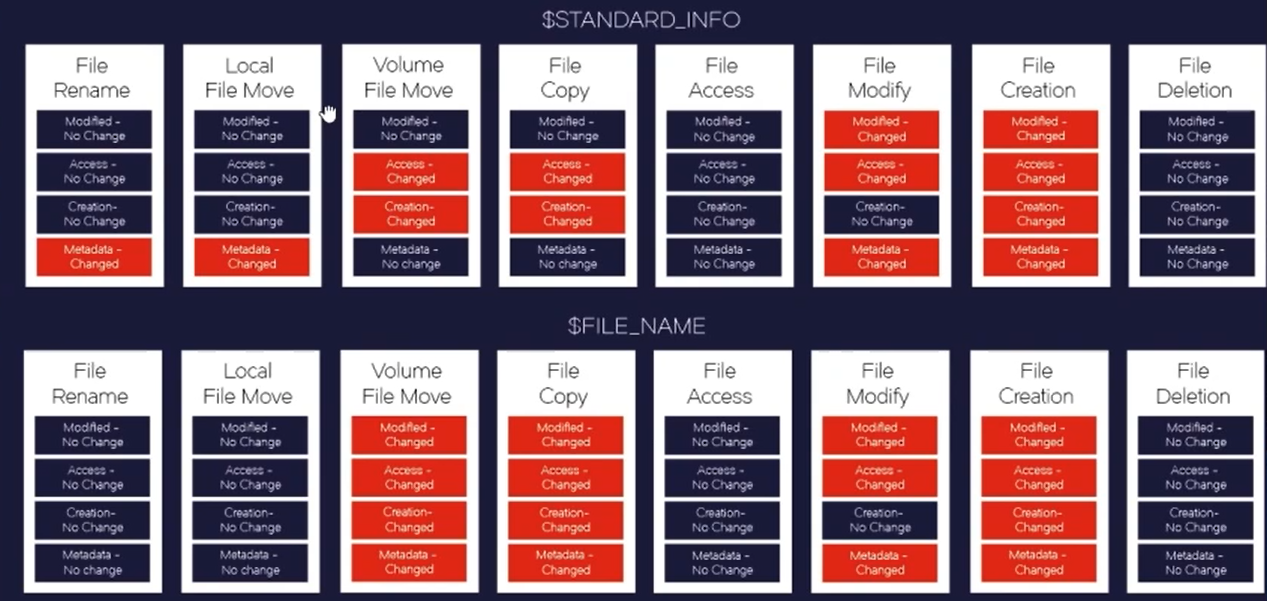 $STANDARD_INFO
File
Rename
Modified -
No Change
Access -
No Change
Creation-
No Change
Metadata -
Changed
Local
File Move
Modified -
No Change
Access -
No Change
Creation-
No Change
Metadata -
Changed
Volume
File Move
Modified -
No Change
Access -
Changed
Creation-
Changed
Metadata -
No change
File
Copy
Modified -
No Change
Access -
Changed
Creation-
Changed
Metadata -
No change
File
Access
Modified -
No Change
Access -
No Change
Creation-
No Change
Metadata -
No Change
File
Modify
Modified -
Changed
Access -
Changed
Creation-
No Change
Metadata -
Changed
File
Creation
Modified -
Changed
Access -
Changed
Creation-
Changed
Metadata -
Changed
File
Deletion
Modified -
No Change
Access -
No Change
Creation-
No Change
Metadata -
No Change
$FILE_NAME
File
Rename
Modified -
No Change
Access -
No Change
Creation-
No Change
Metadata -
No change
Local
File Move
Modified -
No Change
Access -
No Change
Creation-
No Change
Metadata -
No change
Volume
File Move
Modified -
Changed
Access -
Changed
Creation-
Changed
Metadata -
Changed
File
Copy
Modified -
Changed
Access -
Changed
Creation-
Changed
Metadata -
Changed
File
Access
Modified -
No Change
Access -
No Change
Creation-
No Change
Metadata -
No Change
File
Modify
Modified -
Changed
Access -
Changed
Creation-
No Change
Metadata -
Changed
File
Creation
Modified -
Changed
Access -
Changed
Creation-
Changed
Metadata -
Changed
File
Deletion
Modified -
No Change
Access -
No Change
Creation-
No Change
Metadata -
No Change